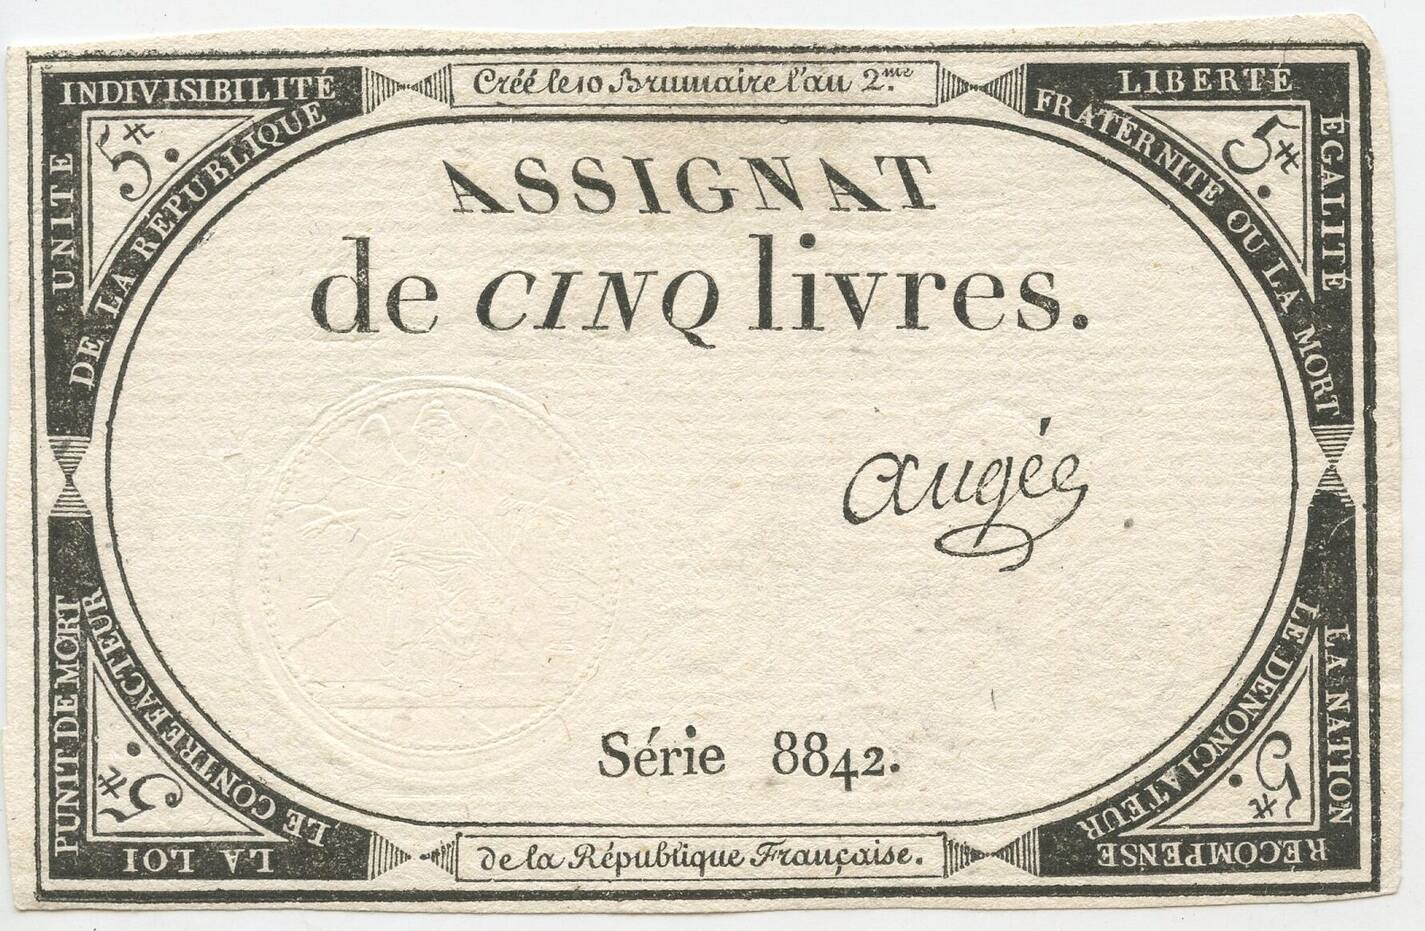 Créé le 10 Brumaire l'an 2.me
INDIVISIBILITÉ
UNITE
DE LA REPUBLIQUE
5₶.
LIBERTE
ÉGALITÉ
FRATERNITE OU LA MORT
5₶.
ASSIGNAT
de CINQ livres.
augée
Série 8842.
LA LOI
PUNIT DE MORT
LE CONTREFACTEUR
5₶.
LA NATION
RECOMPENSE
LE DENONCIATEUR
5₶.
de la République Française.